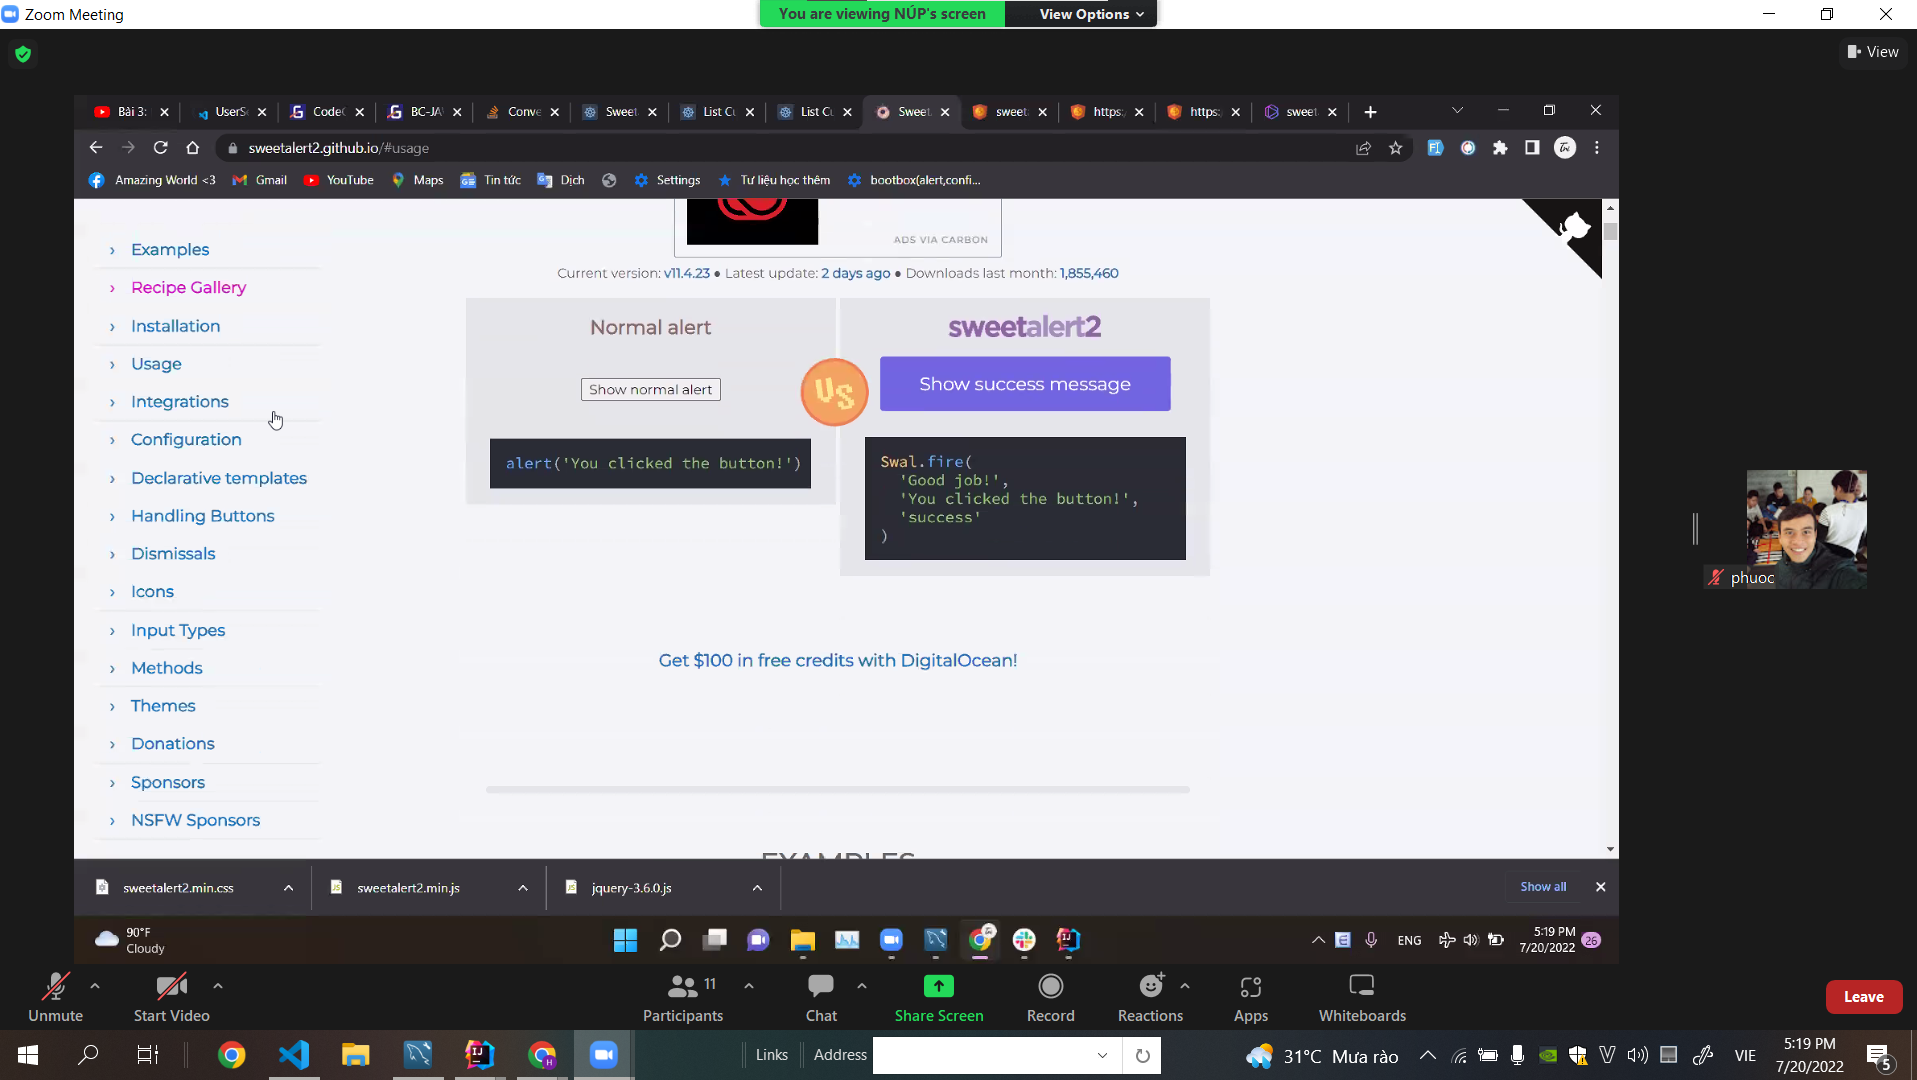 Zoom Meeting
You are viewing NÚP's screen
View Options
View
Bài 3:
UserSe
CodeG
BC-JA
Conve
Sweet
List Cu
List Cu
Sweet
sweet
https:
https:
sweet
sweetalert2.github.io/#usage
Amazing World <3
Gmail
YouTube
Maps
Tin tức
Dịch
Settings
Tư liệu học thêm
bootbox(alert,confi...
ADS VIA CARBON
Current version: v11.4.23 ● Latest update: 2 days ago ● Downloads last month: 1,855,460
Examples
Recipe Gallery
Installation
Usage
Integrations
Configuration
Declarative templates
Handling Buttons
Dismissals
Icons
Input Types
Methods
Themes
Donations
Sponsors
NSFW Sponsors
Normal alert
Show normal alert
alert('You clicked the button!')
VS
sweetalert2
Show success message
Swal.fire(
'Good job!',
'You clicked the button!',
'success'
)
Get $100 in free credits with DigitalOcean!
EXAMPLES
phuoc
sweetalert2.min.css
sweetalert2.min.js
jquery-3.6.0.js
Show all
90°F
Cloudy
ENG
5:19 PM
7/20/2022
26
Unmute
Start Video
11
Participants
Chat
Share Screen
Record
Reactions
Apps
Whiteboards
Leave
Links
Address
31°C Mưa rào
VIE
5:19 PM
7/20/2022
5